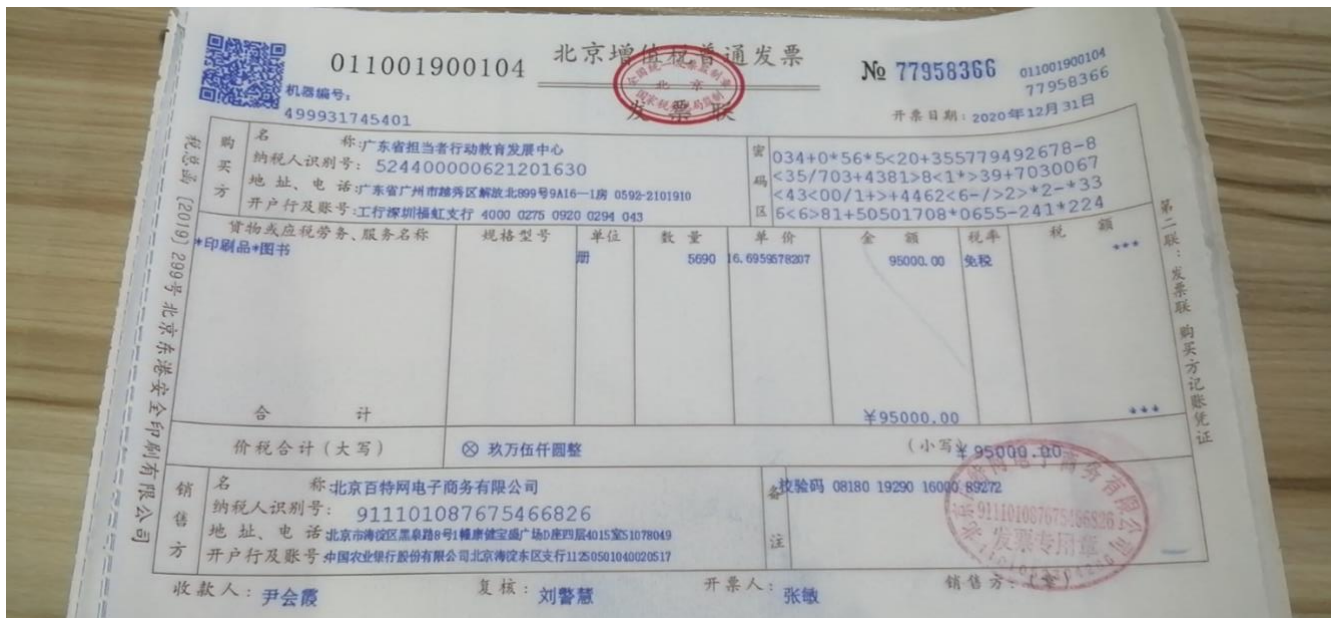 011001900104
北京增值税普通发票
发票联
№ 77958366
011001900104
77958366
机器编号:
499931745401
开票日期: 2020年12月31日
税总函 [2019] 299号 北京东港安全印刷有限公司
购买方
名 称:广东省担当者行动教育发展中心
纳税人识别号: 524400000621201630
地址、电话:广东省广州市越秀区解放北899号9A16—1房 0592-2101910
开户行及账号:工行深圳福虹支行 4000 0275 0920 0294 043
密码区
034+0*56*5<20+355779492678-8
<35/703+4381>8<1*>39+7030067
<43<00/1+>+4462<6-/>2>*2-*33
6<6>81+50501708*0655-241*224
货物或应税劳务、服务名称 规格型号 单位 数量 单价 金额 税率 税额
*印刷品*图书 册 5690 16.6959578207 95000.00 免税 ***
合 计 ￥95000.00 ***
价税合计(大写) ⊗ 玖万伍仟圆整 (小写) ￥95000.00
第二联: 发票联 购买方记账凭证
销售方
名 称:北京百特网电子商务有限公司
纳税人识别号: 911101087675466826
地址、电话:北京市海淀区黑泉路8号1幢康健宝盛广场D座四层4015室51078049
开户行及账号:中国农业银行股份有限公司北京海淀东区支行11250501040020517
备注
校验码 08180 19290 16000 89272
911101087675466826
发票专用章
收款人: 尹会霞 复核: 刘警慧 开票人: 张敏 销售方: (章)